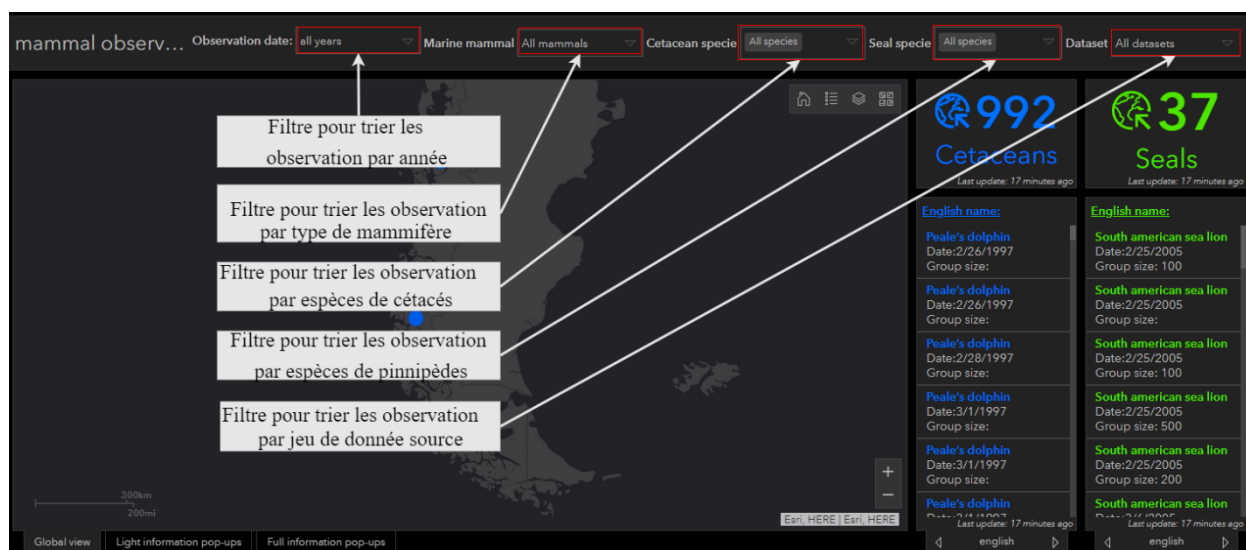 mammal observ... Observation date: all years Marine mammal All mammals Cetacean specie All species Seal specie All species Dataset All datasets
Filtre pour trier les
observation par année
Filtre pour trier les observation
par type de mammifère
Filtre pour trier les observation
par espèces de cétacés
Filtre pour trier les observation
par espèces de pinnipèdes
Filtre pour trier les observation
par jeu de donnée source
300km
200mi
Esri, HERE | Esri, HERE
Global view Light information pop-ups Full information pop-ups
992
Cetaceans
Last update: 17 minutes ago
English name:
Peale's dolphin
Date:2/26/1997
Group size:
Peale's dolphin
Date:2/26/1997
Group size:
Peale's dolphin
Date:2/28/1997
Group size:
Peale's dolphin
Date:3/1/1997
Group size:
Peale's dolphin
Date:3/1/1997
Group size:
Peale's dolphin
Last update: 17 minutes ago
english
37
Seals
Last update: 17 minutes ago
English name:
South american sea lion
Date:2/25/2005
Group size: 100
South american sea lion
Date:2/25/2005
Group size:
South american sea lion
Date:2/25/2005
Group size: 100
South american sea lion
Date:2/25/2005
Group size: 500
South american sea lion
Date:2/25/2005
Group size: 200
South american sea lion
Last update: 17 minutes ago
english